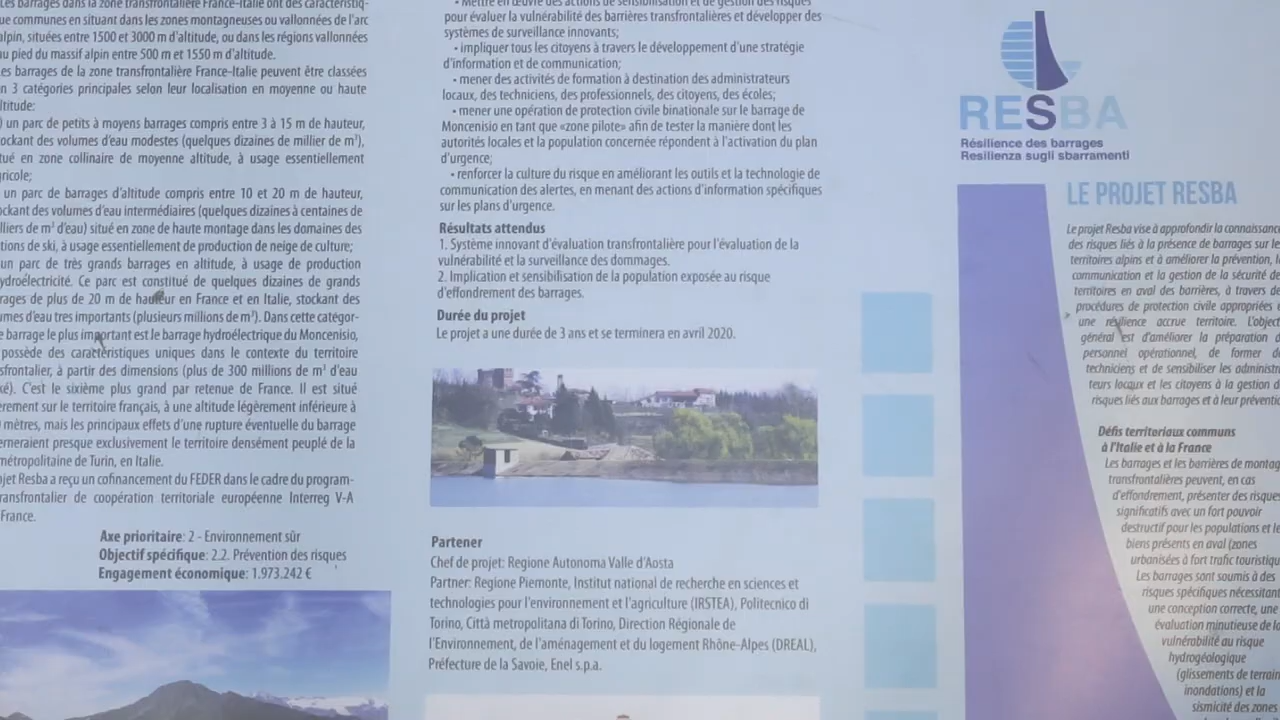 Les barrages dans la zone transfrontalière France-Italie ont des caractéristiq-
ue communes en situant dans les zones montagneuses ou vallonnées de l'arc
alpin, situées entre 1500 et 3000 m d'altitude, ou dans les régions vallonnées
au pied du massif alpin entre 500 m et 1550 m d'altitude.
es barrages de la zone transfrontalière France-Italie peuvent être classées
n 3 catégories principales selon leur localisation en moyenne ou haute
ltitude:
) un parc de petits à moyens barrages compris entre 3 à 15 m de hauteur,
ockant des volumes d'eau modestes (quelques dizaines de millier de m³),
tué en zone collinaire de moyenne altitude, à usage essentiellement
gricole;
un parc de barrages d'altitude compris entre 10 et 20 m de hauteur,
ockant des volumes d'eau intermédiaires (quelques dizaines à centaines de
lliers de m³ d'eau) situé en zone de haute montage dans les domaines des
tions de ski, à usage essentiellement de production de neige de culture;
un parc de très grands barrages en altitude, à usage de production
ydroélectricité. Ce parc est constitué de quelques dizaines de grands
rages de plus de 20 m de hauteur en France et en Italie, stockant des
umes d'eau tres importants (plusieurs millions de m³). Dans cette catégor-
e barrage le plus important est le barrage hydroélectrique du Moncenisio,
possède des caractéristiques uniques dans le contexte du territoire
sfrontalier, à partir des dimensions (plus de 300 millions de m³ d'eau
ké). C'est le sixième plus grand par retenue de France. Il est situé
èrement sur le territoire français, à une altitude légèrement inférieure à
mètres, mais les principaux effets d'une rupture éventuelle du barrage
erneraient presque exclusivement le territoire densément peuplé de la
métropolitaine de Turin, en Italie.
ojet Resba a reçu un cofinancement du FEDER dans le cadre du program-
ransfrontalier de coopération territoriale européenne Interreg V-A
France.
Axe prioritaire: 2 - Environnement sûr
Objectif spécifique: 2.2. Prévention des risques
Engagement économique: 1.973.242 €
• Mettre en œuvre des actions de sensibilisation et de gestion des risques
pour évaluer la vulnérabilité des barrières transfrontalières et développer des
systèmes de surveillance innovants;
• impliquer tous les citoyens à travers le développement d'une stratégie
d'information et de communication;
• mener des activités de formation à destination des administrateurs
locaux, des techniciens, des professionnels, des citoyens, des écoles;
• mener une opération de protection civile binationale sur le barrage de
Moncenisio en tant que «zone pilote» afin de tester la manière dont les
autorités locales et la population concernée répondent à l'activation du plan
d'urgence;
• renforcer la culture du risque en améliorant les outils et la technologie de
communication des alertes, en menant des actions d'information spécifiques
sur les plans d'urgence.
Résultats attendus
1. Système innovant d'évaluation transfrontalière pour l'évaluation de la
vulnérabilité et la surveillance des dommages.
2. Implication et sensibilisation de la population exposée au risque
d'effondrement des barrages.
Durée du projet
Le projet a une durée de 3 ans et se terminera en avril 2020.
Partener
Chef de projet: Regione Autonoma Valle d'Aosta
Partner: Regione Piemonte, Institut national de recherche en sciences et
technologies pour l'environnement et l'agriculture (IRSTEA), Politecnico di
Torino, Città metropolitana di Torino, Direction Régionale de
l'Environnement, de l'aménagement et du logement Rhône-Alpes (DREAL),
Préfecture de la Savoie, Enel s.p.a.
RESBA
Résilience des barrages
Resilienza sugli sbarramenti
LE PROJET RESBA
Le projet Resba vise à approfondir la connaissance
des risques liés à la présence de barrages sur le
territoires alpins et à améliorer la prévention, l
communication et la gestion de la sécurité de
territoires en aval des barrières, à travers de
procédures de protection civile appropriées e
une résilience accrue territoire. L'object
général est d'améliorer la préparation d
personnel opérationnel, de former de
techniciens et de sensibiliser les administr
teurs locaux et les citoyens à la gestion d
risques liés aux barrages et à leur préventio
Défis territoriaux communs
à l'Italie et à la France
Les barrages et les barrières de montag
transfrontalières peuvent, en cas
d'effondrement, présenter des risques
significatifs avec un fort pouvoir
destructif pour les populations et le
biens présents en aval (zones
urbanisées à fort trafic touristiqu
Les barrages sont soumis à des
risques spécifiques nécessitant
une conception correcte, une
évaluation minutieuse de la
vulnérabilité au risque
hydrogéologique
(glissements de terrain
inondations) et la
sismicité des zones